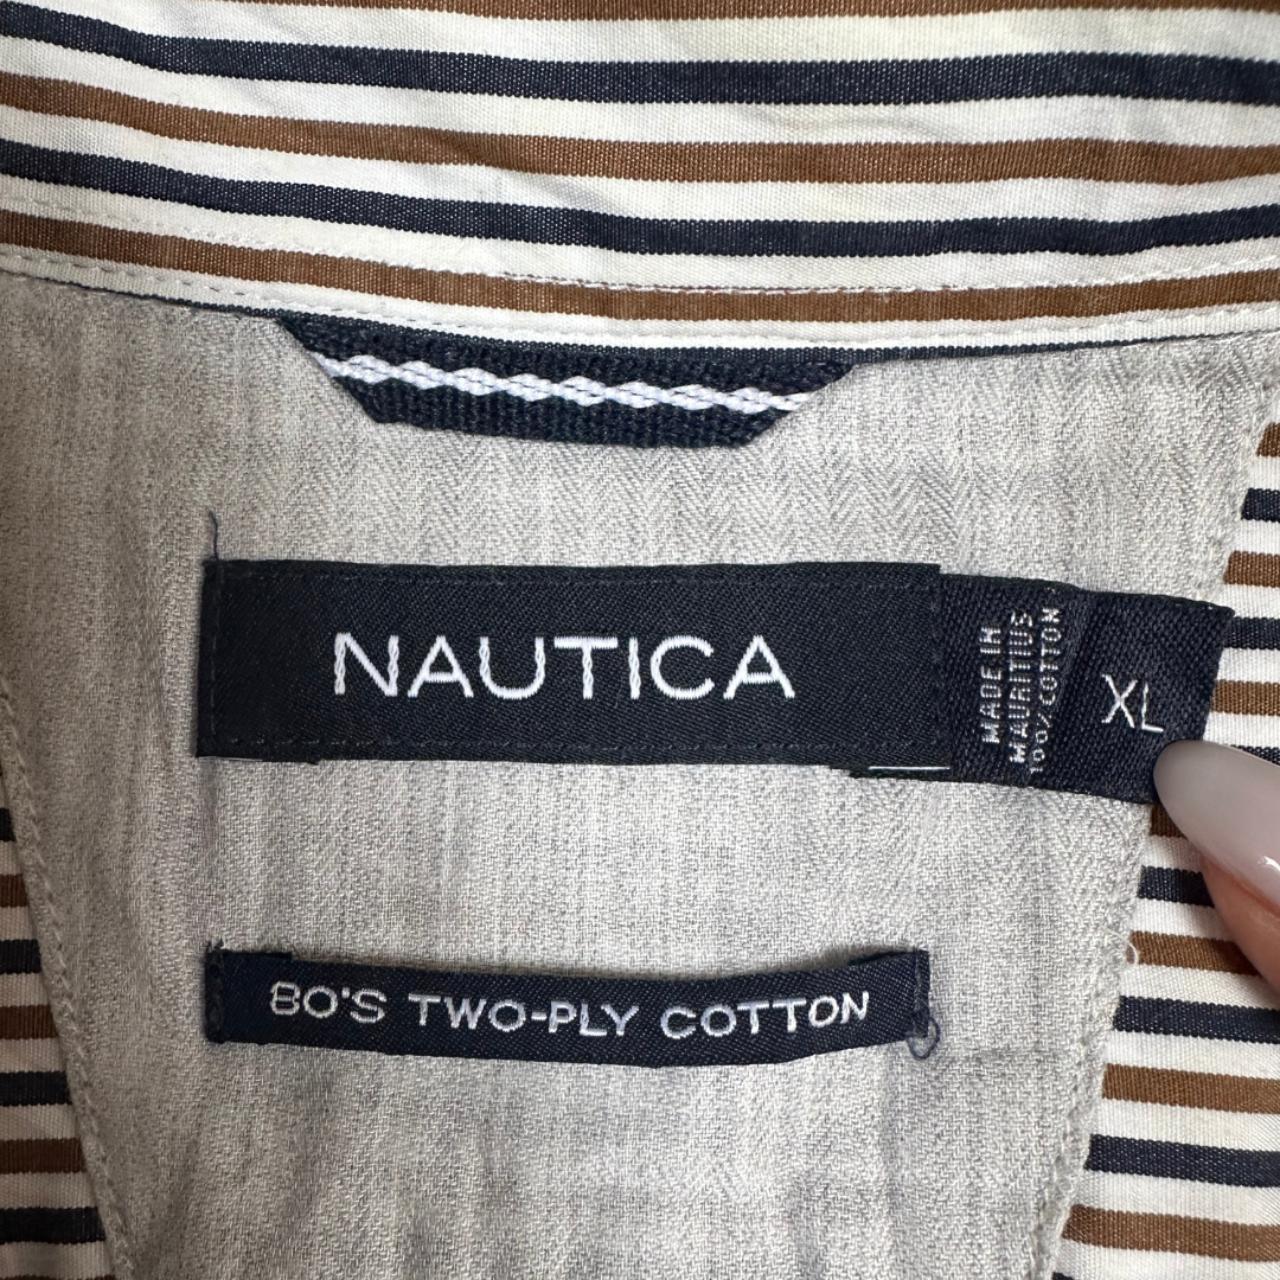 NAUTICA
MADE IN
MAURITIUS
100% COTTON
XL
80'S TWO-PLY COTTON